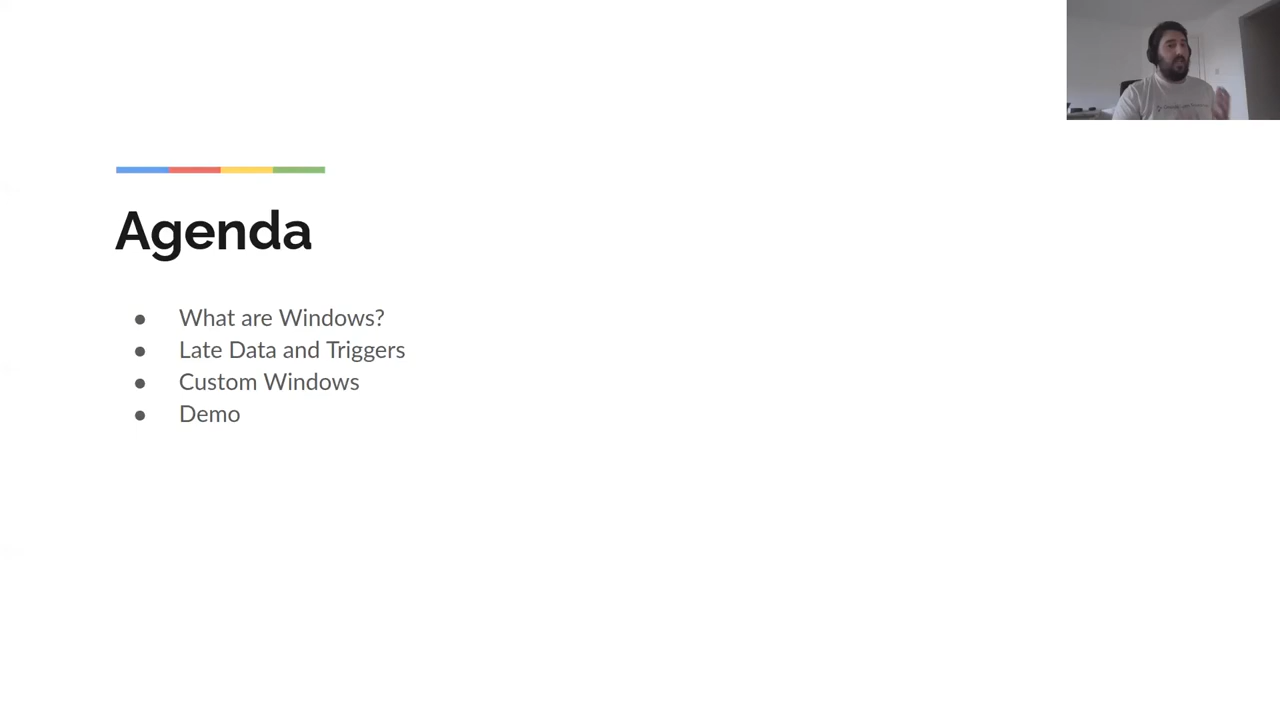 Agenda
● What are Windows?
● Late Data and Triggers
● Custom Windows
● Demo